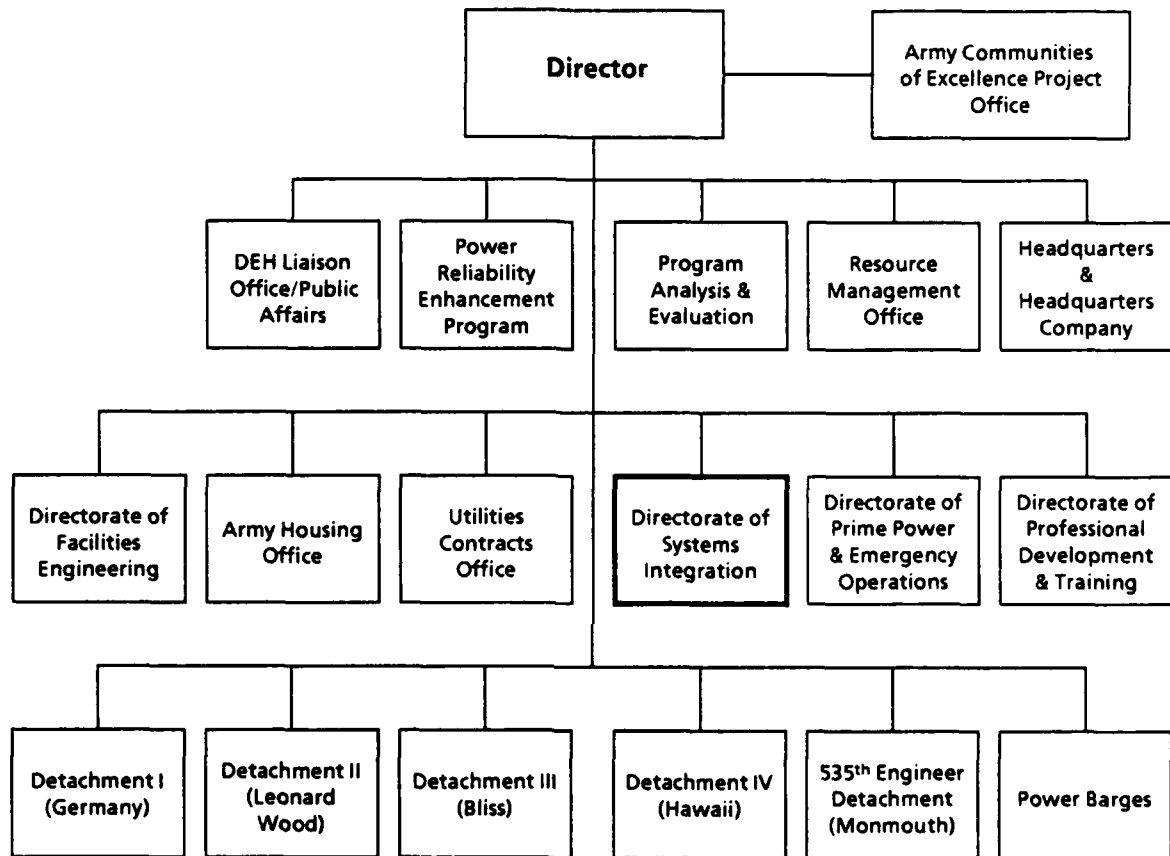 Director
Army Communities
of Excellence Project
Office
DEH Liaison
Office/Public
Affairs
Power
Reliability
Enhancement
Program
Program
Analysis &
Evaluation
Resource
Management
Office
Headquarters
&
Headquarters
Company
Directorate of
Facilities
Engineering
Army Housing
Office
Utilities
Contracts
Office
Directorate of
Systems
Integration
Directorate of
Prime Power
& Emergency
Operations
Directorate of
Professional
Development
& Training
Detachment I
(Germany)
Detachment II
(Leonard
Wood)
Detachment III
(Bliss)
Detachment IV
(Hawaii)
535th Engineer
Detachment
(Monmouth)
Power Barges